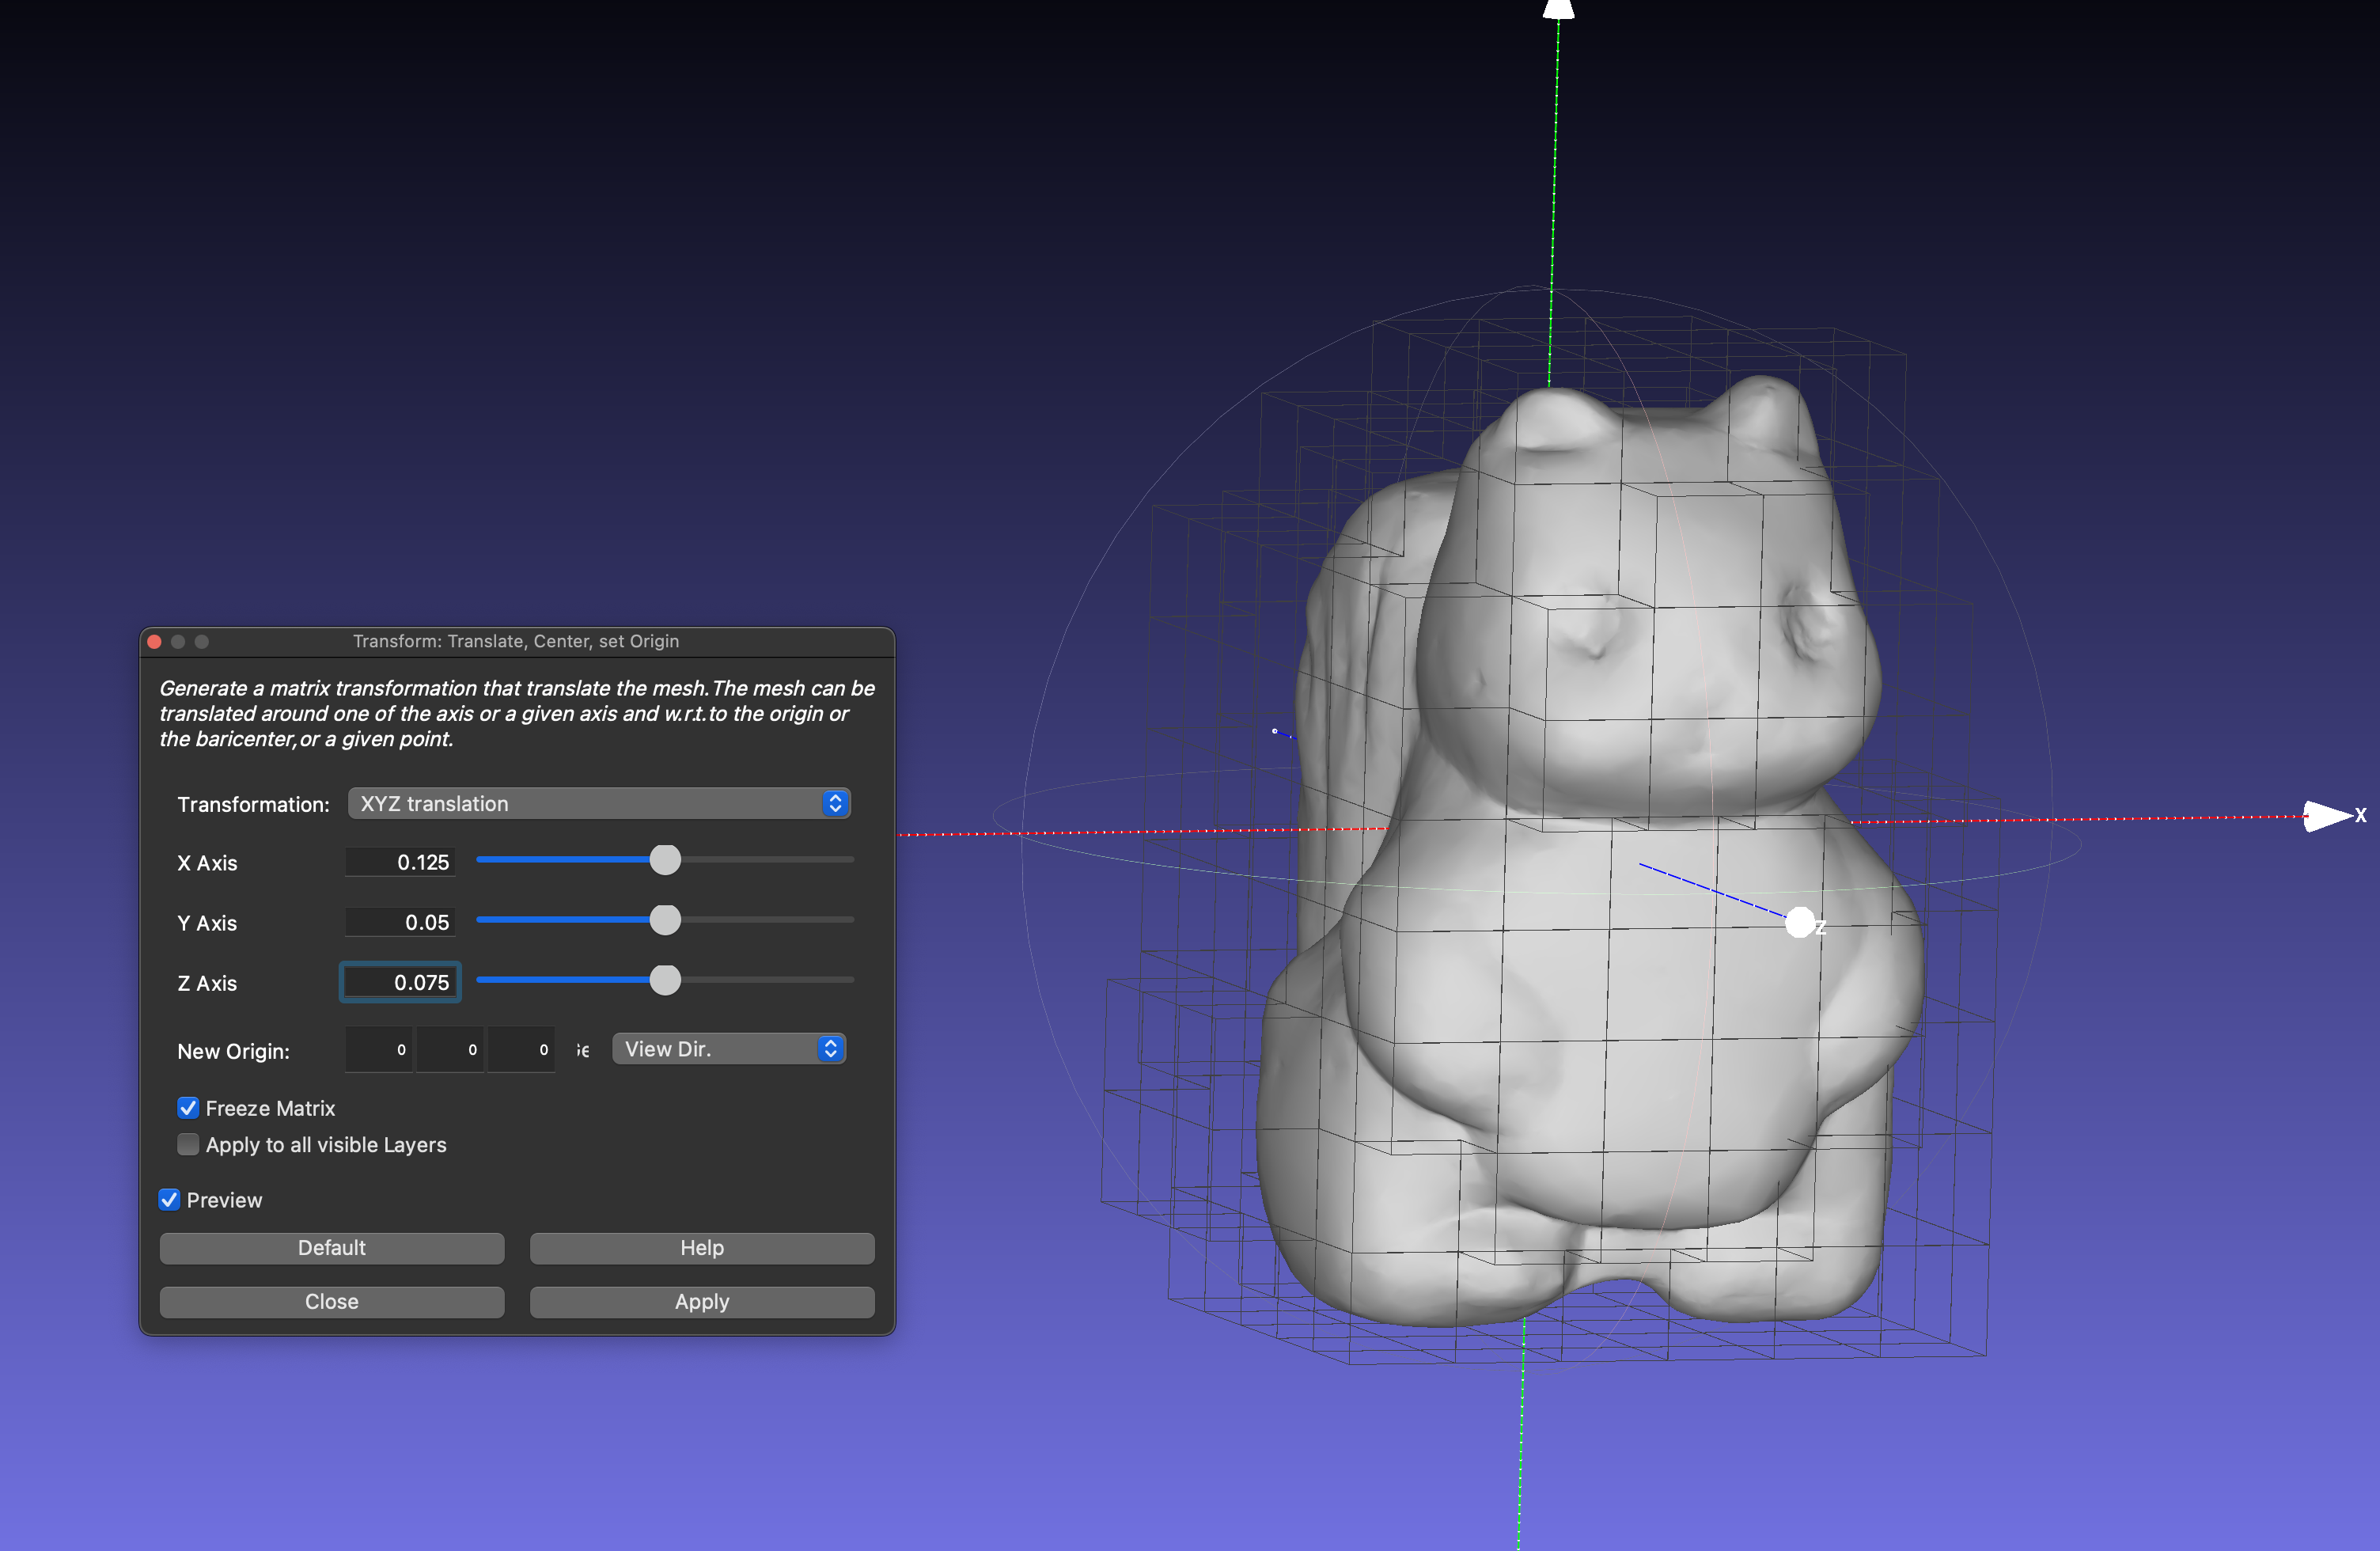 Transform: Translate, Center, set Origin
Generate a matrix transformation that translate the mesh. The mesh can be
translated around one of the axis or a given axis and w.r.t. to the origin or
the baricenter, or a given point.
Transformation: XYZ translation
X Axis 0.125
X
Z
Y Axis 0.05
Z Axis 0.075
New Origin: 0 0 0 View Dir.
Freeze Matrix
Apply to all visible Layers
Preview
Default Help
Close Apply